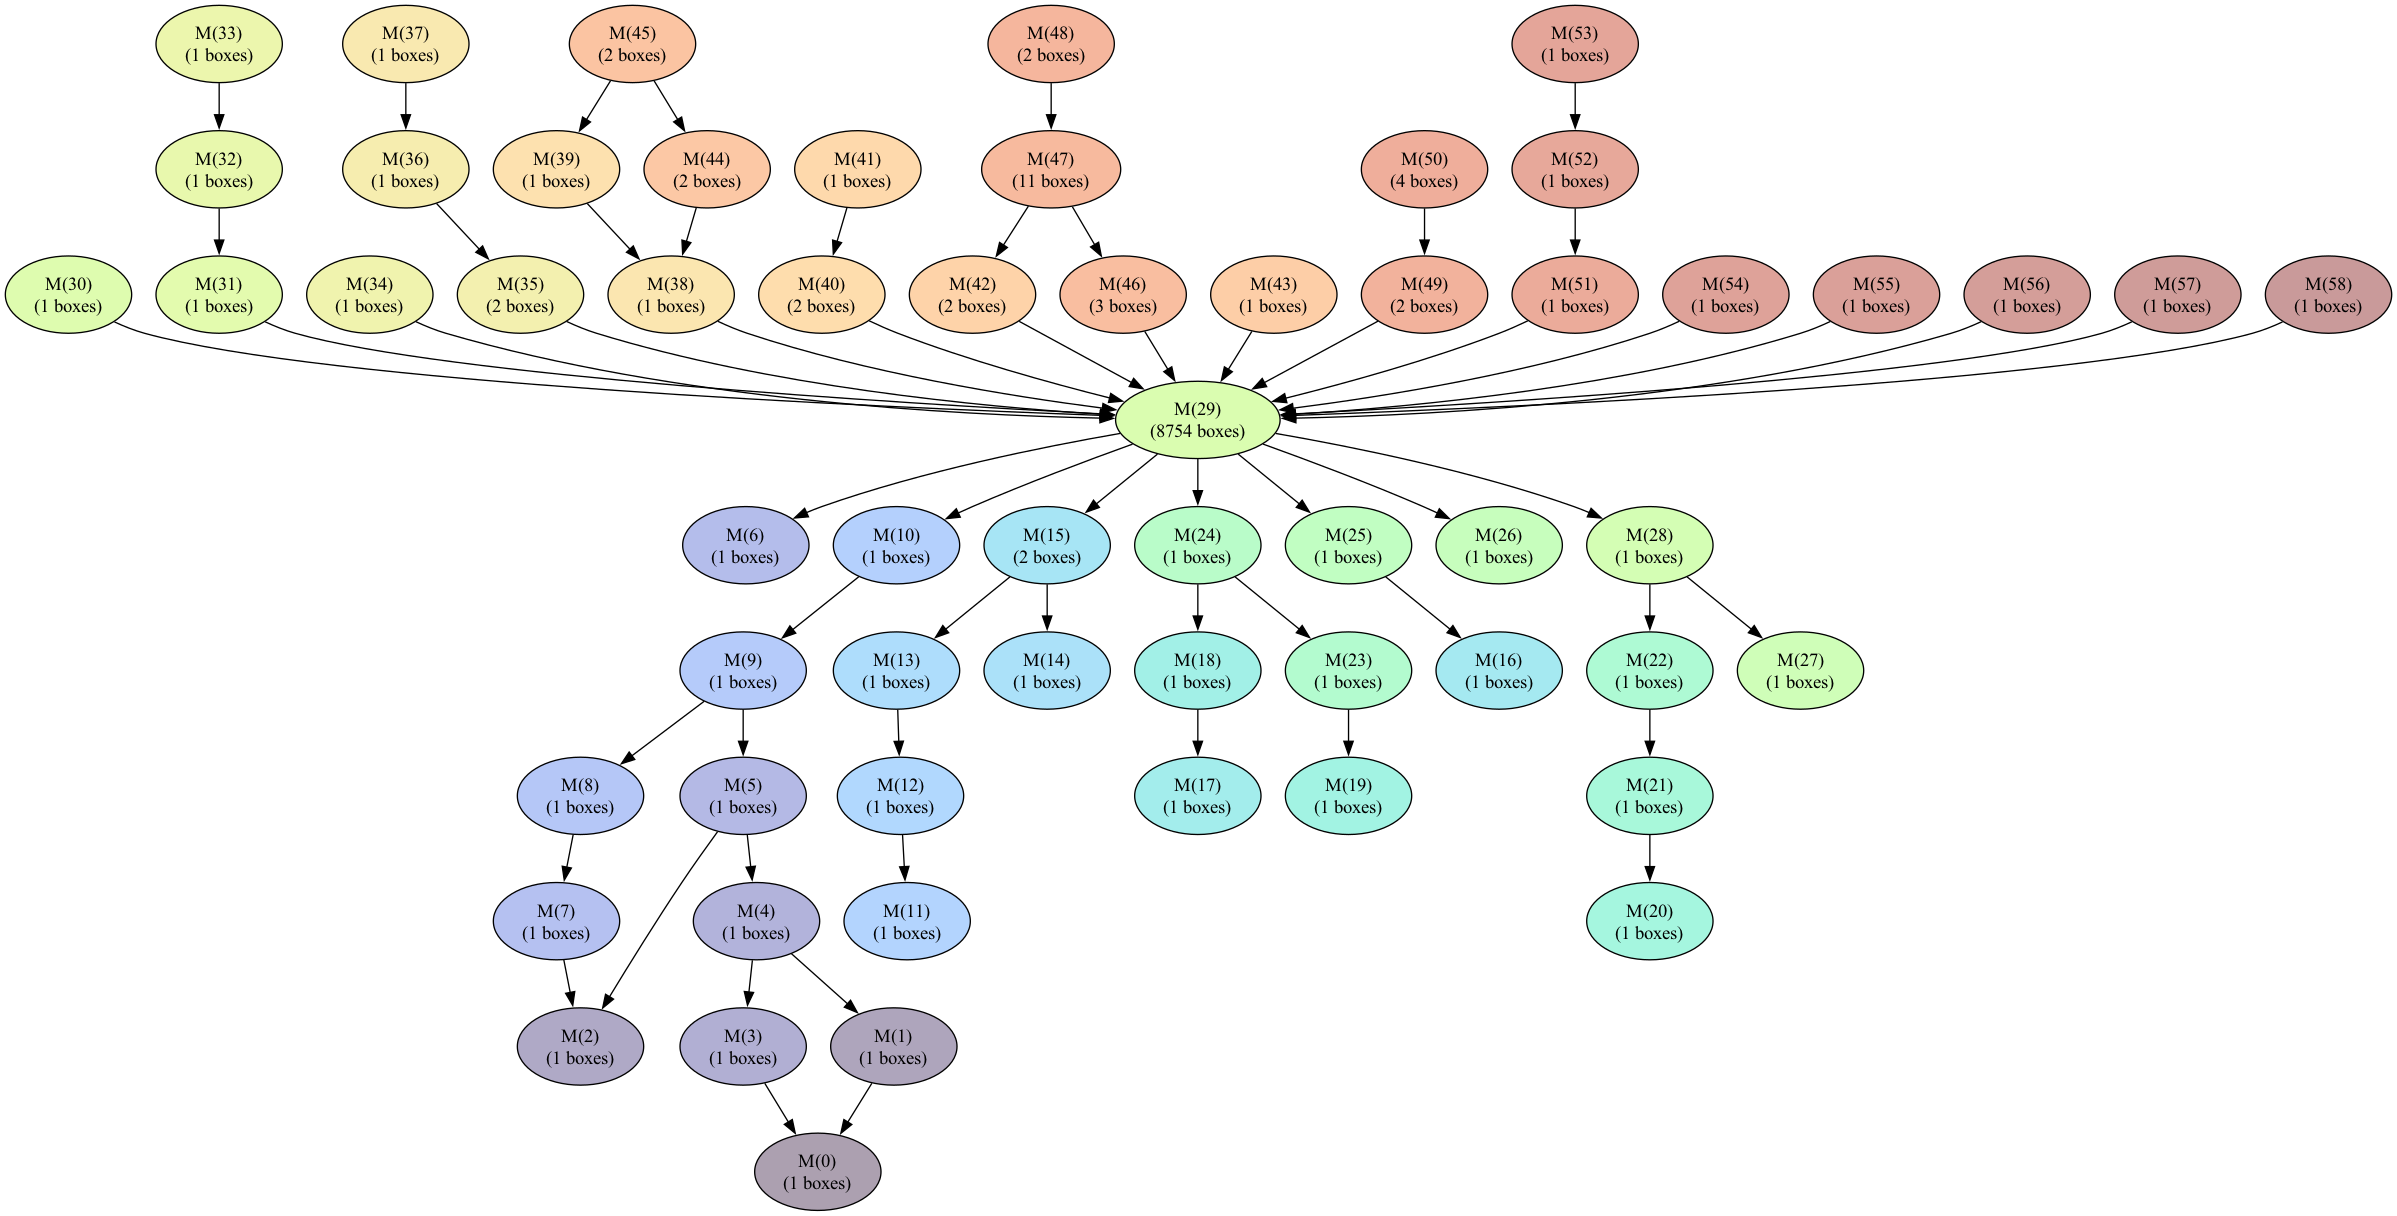 M(33)
(1 boxes)
M(37)
(1 boxes)
M(45)
(2 boxes)
M(48)
(2 boxes)
M(53)
(1 boxes)
M(32)
(1 boxes)
M(36)
(1 boxes)
M(39)
(1 boxes)
M(44)
(2 boxes)
M(41)
(1 boxes)
M(47)
(11 boxes)
M(50)
(4 boxes)
M(52)
(1 boxes)
M(30)
(1 boxes)
M(31)
(1 boxes)
M(34)
(1 boxes)
M(35)
(2 boxes)
M(38)
(1 boxes)
M(40)
(2 boxes)
M(42)
(2 boxes)
M(46)
(3 boxes)
M(43)
(1 boxes)
M(49)
(2 boxes)
M(51)
(1 boxes)
M(54)
(1 boxes)
M(55)
(1 boxes)
M(56)
(1 boxes)
M(57)
(1 boxes)
M(58)
(1 boxes)
M(29)
(8754 boxes)
M(6)
(1 boxes)
M(10)
(1 boxes)
M(15)
(2 boxes)
M(24)
(1 boxes)
M(25)
(1 boxes)
M(26)
(1 boxes)
M(28)
(1 boxes)
M(9)
(1 boxes)
M(13)
(1 boxes)
M(14)
(1 boxes)
M(18)
(1 boxes)
M(23)
(1 boxes)
M(16)
(1 boxes)
M(22)
(1 boxes)
M(27)
(1 boxes)
M(8)
(1 boxes)
M(5)
(1 boxes)
M(12)
(1 boxes)
M(17)
(1 boxes)
M(19)
(1 boxes)
M(21)
(1 boxes)
M(7)
(1 boxes)
M(4)
(1 boxes)
M(11)
(1 boxes)
M(20)
(1 boxes)
M(2)
(1 boxes)
M(3)
(1 boxes)
M(1)
(1 boxes)
M(0)
(1 boxes)